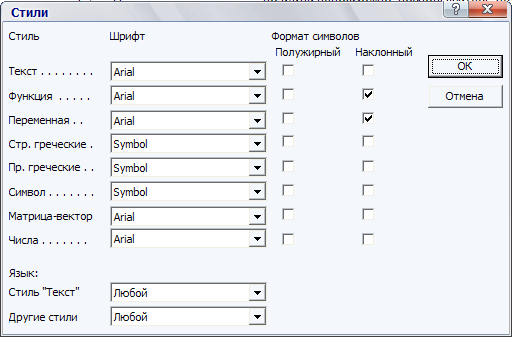 Стили
Стиль Шрифт Формат символов
Полужирный Наклонный
Текст . . . . . . . . Arial
Функция . . . . . Arial
Переменная . . Arial
Стр. греческие . Symbol
Пр. греческие . . Symbol
Символ . . . . . . . Symbol
Матрица-вектор Arial
Числа . . . . . . . Arial
OK
Отмена
Язык:
Стиль "Текст" Любой
Другие стили Любой